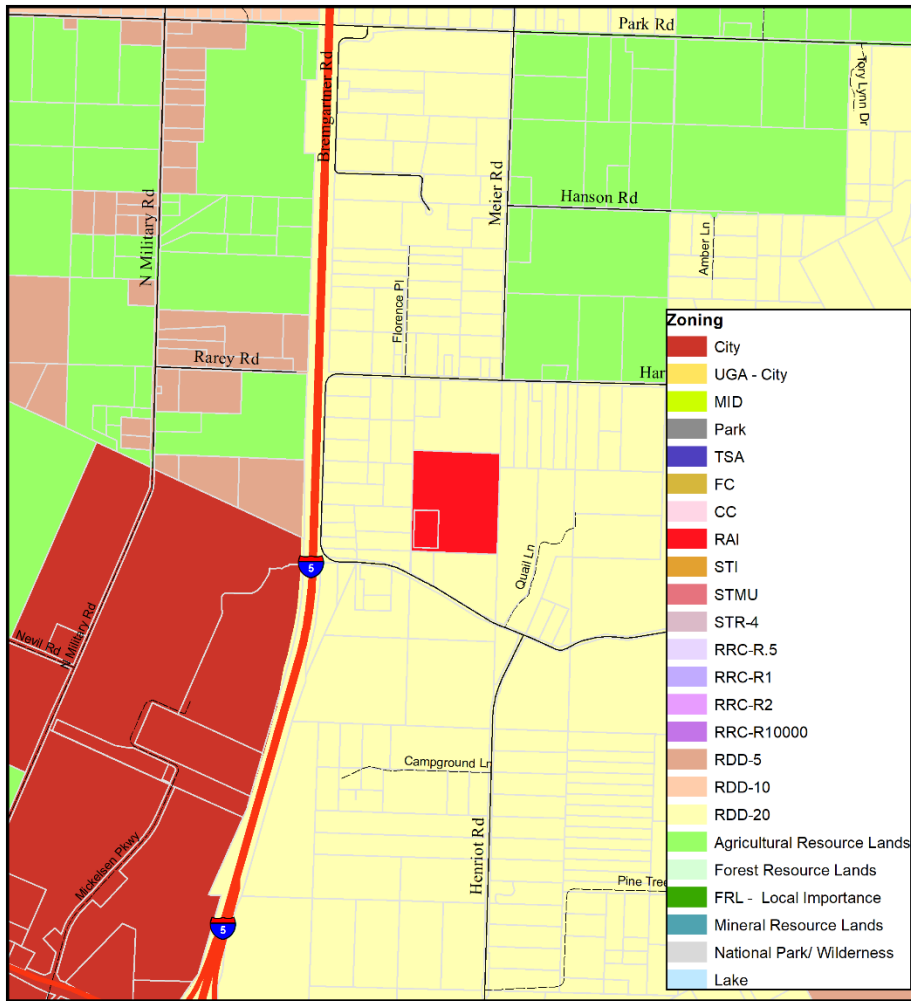 Park Rd
Bremgartner Rd
Tory Lynn Dr
N Military Rd
Meier Rd
Hanson Rd
Amber Ln
Florence Pl
Rarey Rd
Har
Zoning
City
UGA - City
MID
Park
TSA
FC
CC
RAI
STI
STMU
STR-4
RRC-R.5
RRC-R1
RRC-R2
RRC-R10000
RDD-5
RDD-10
RDD-20
Agricultural Resource Lands
Forest Resource Lands
FRL - Local Importance
Mineral Resource Lands
National Park/ Wilderness
Lake
5
Quail Ln
Nevil Rd
N Military Rd
Campground Ln
Henriot Rd
Mickelsen Pkwy
Pine Tree
5